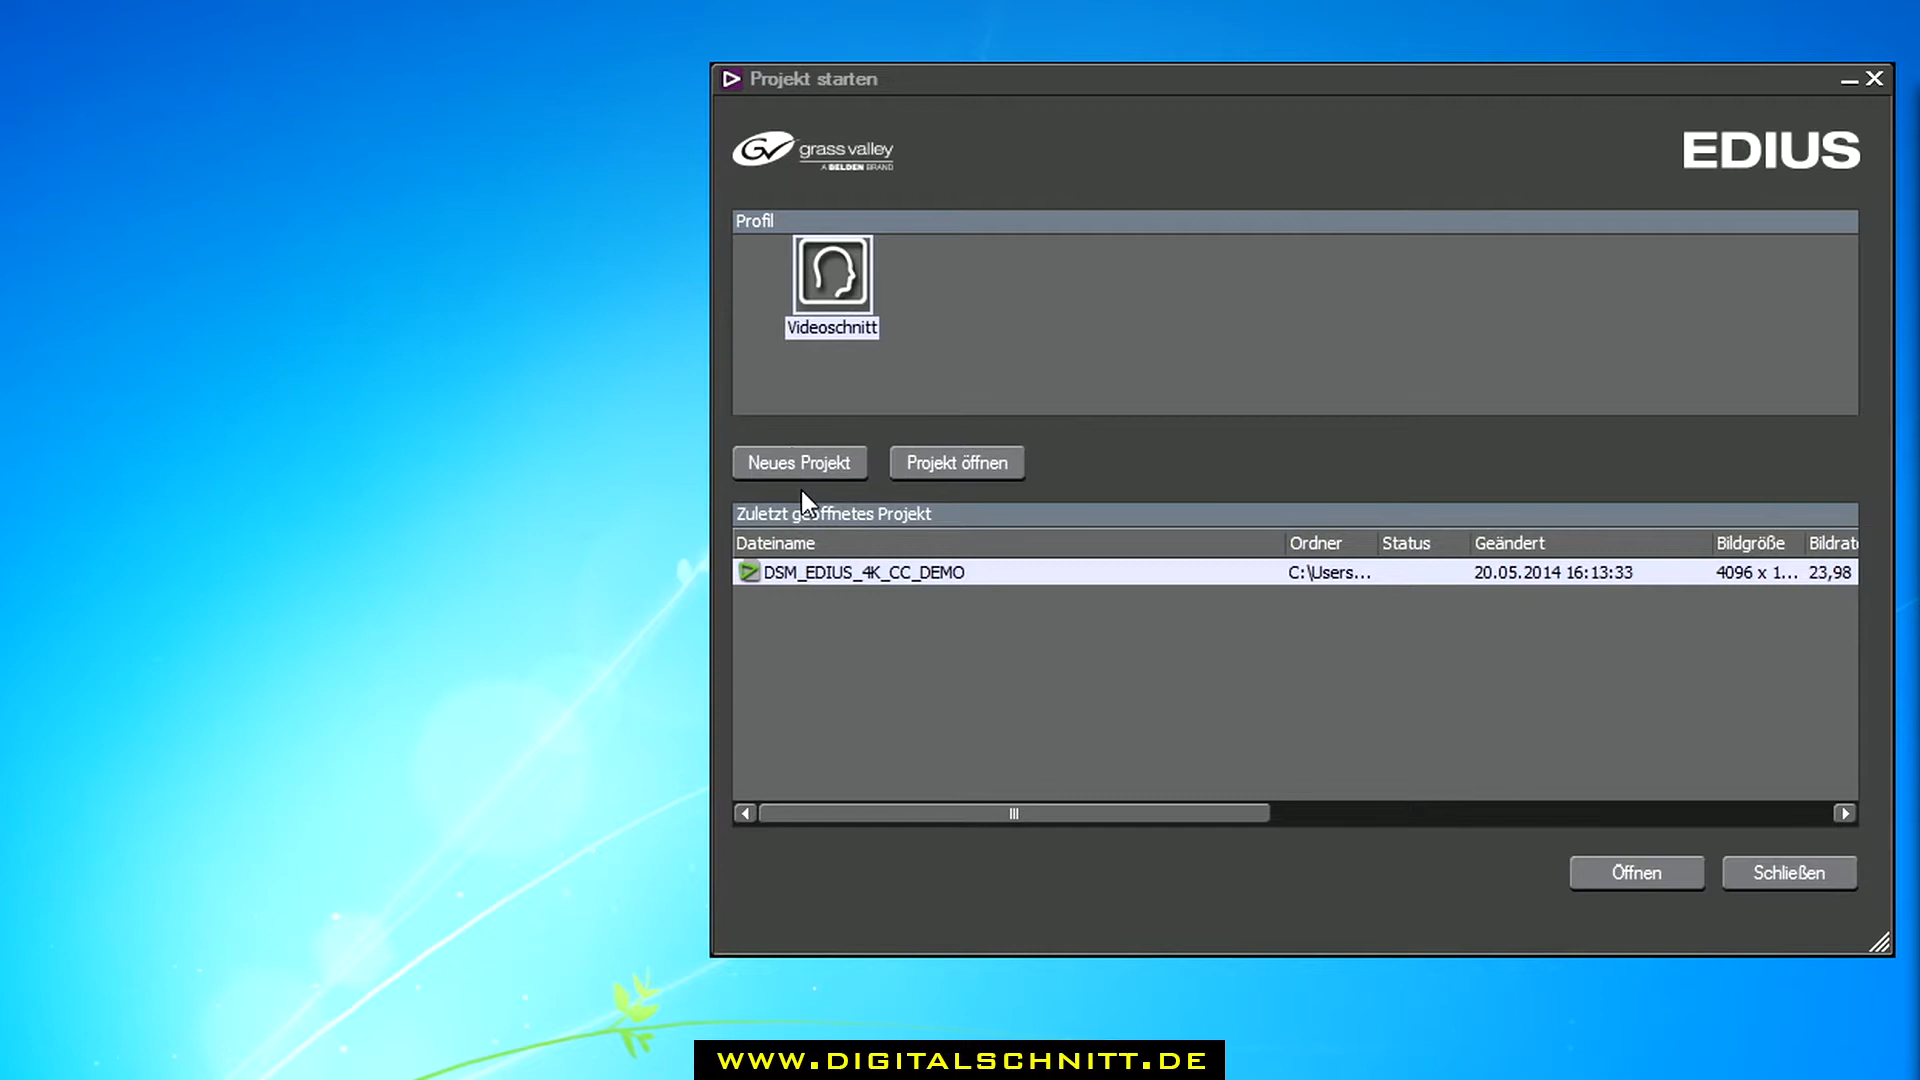 Projekt starten
grass valley
A BELDEN BRAND
EDIUS
Profil
Videoschnitt
Neues Projekt
Projekt öffnen
Zuletzt geöffnetes Projekt
Dateiname Ordner Status Geändert Bildgröße Bildrat
DSM_EDIUS_4K_CC_DEMO C:\Users... 20.05.2014 16:13:33 4096 x 1... 23,98
Öffnen
Schließen
WWW.DIGITALSCHNITT.DE